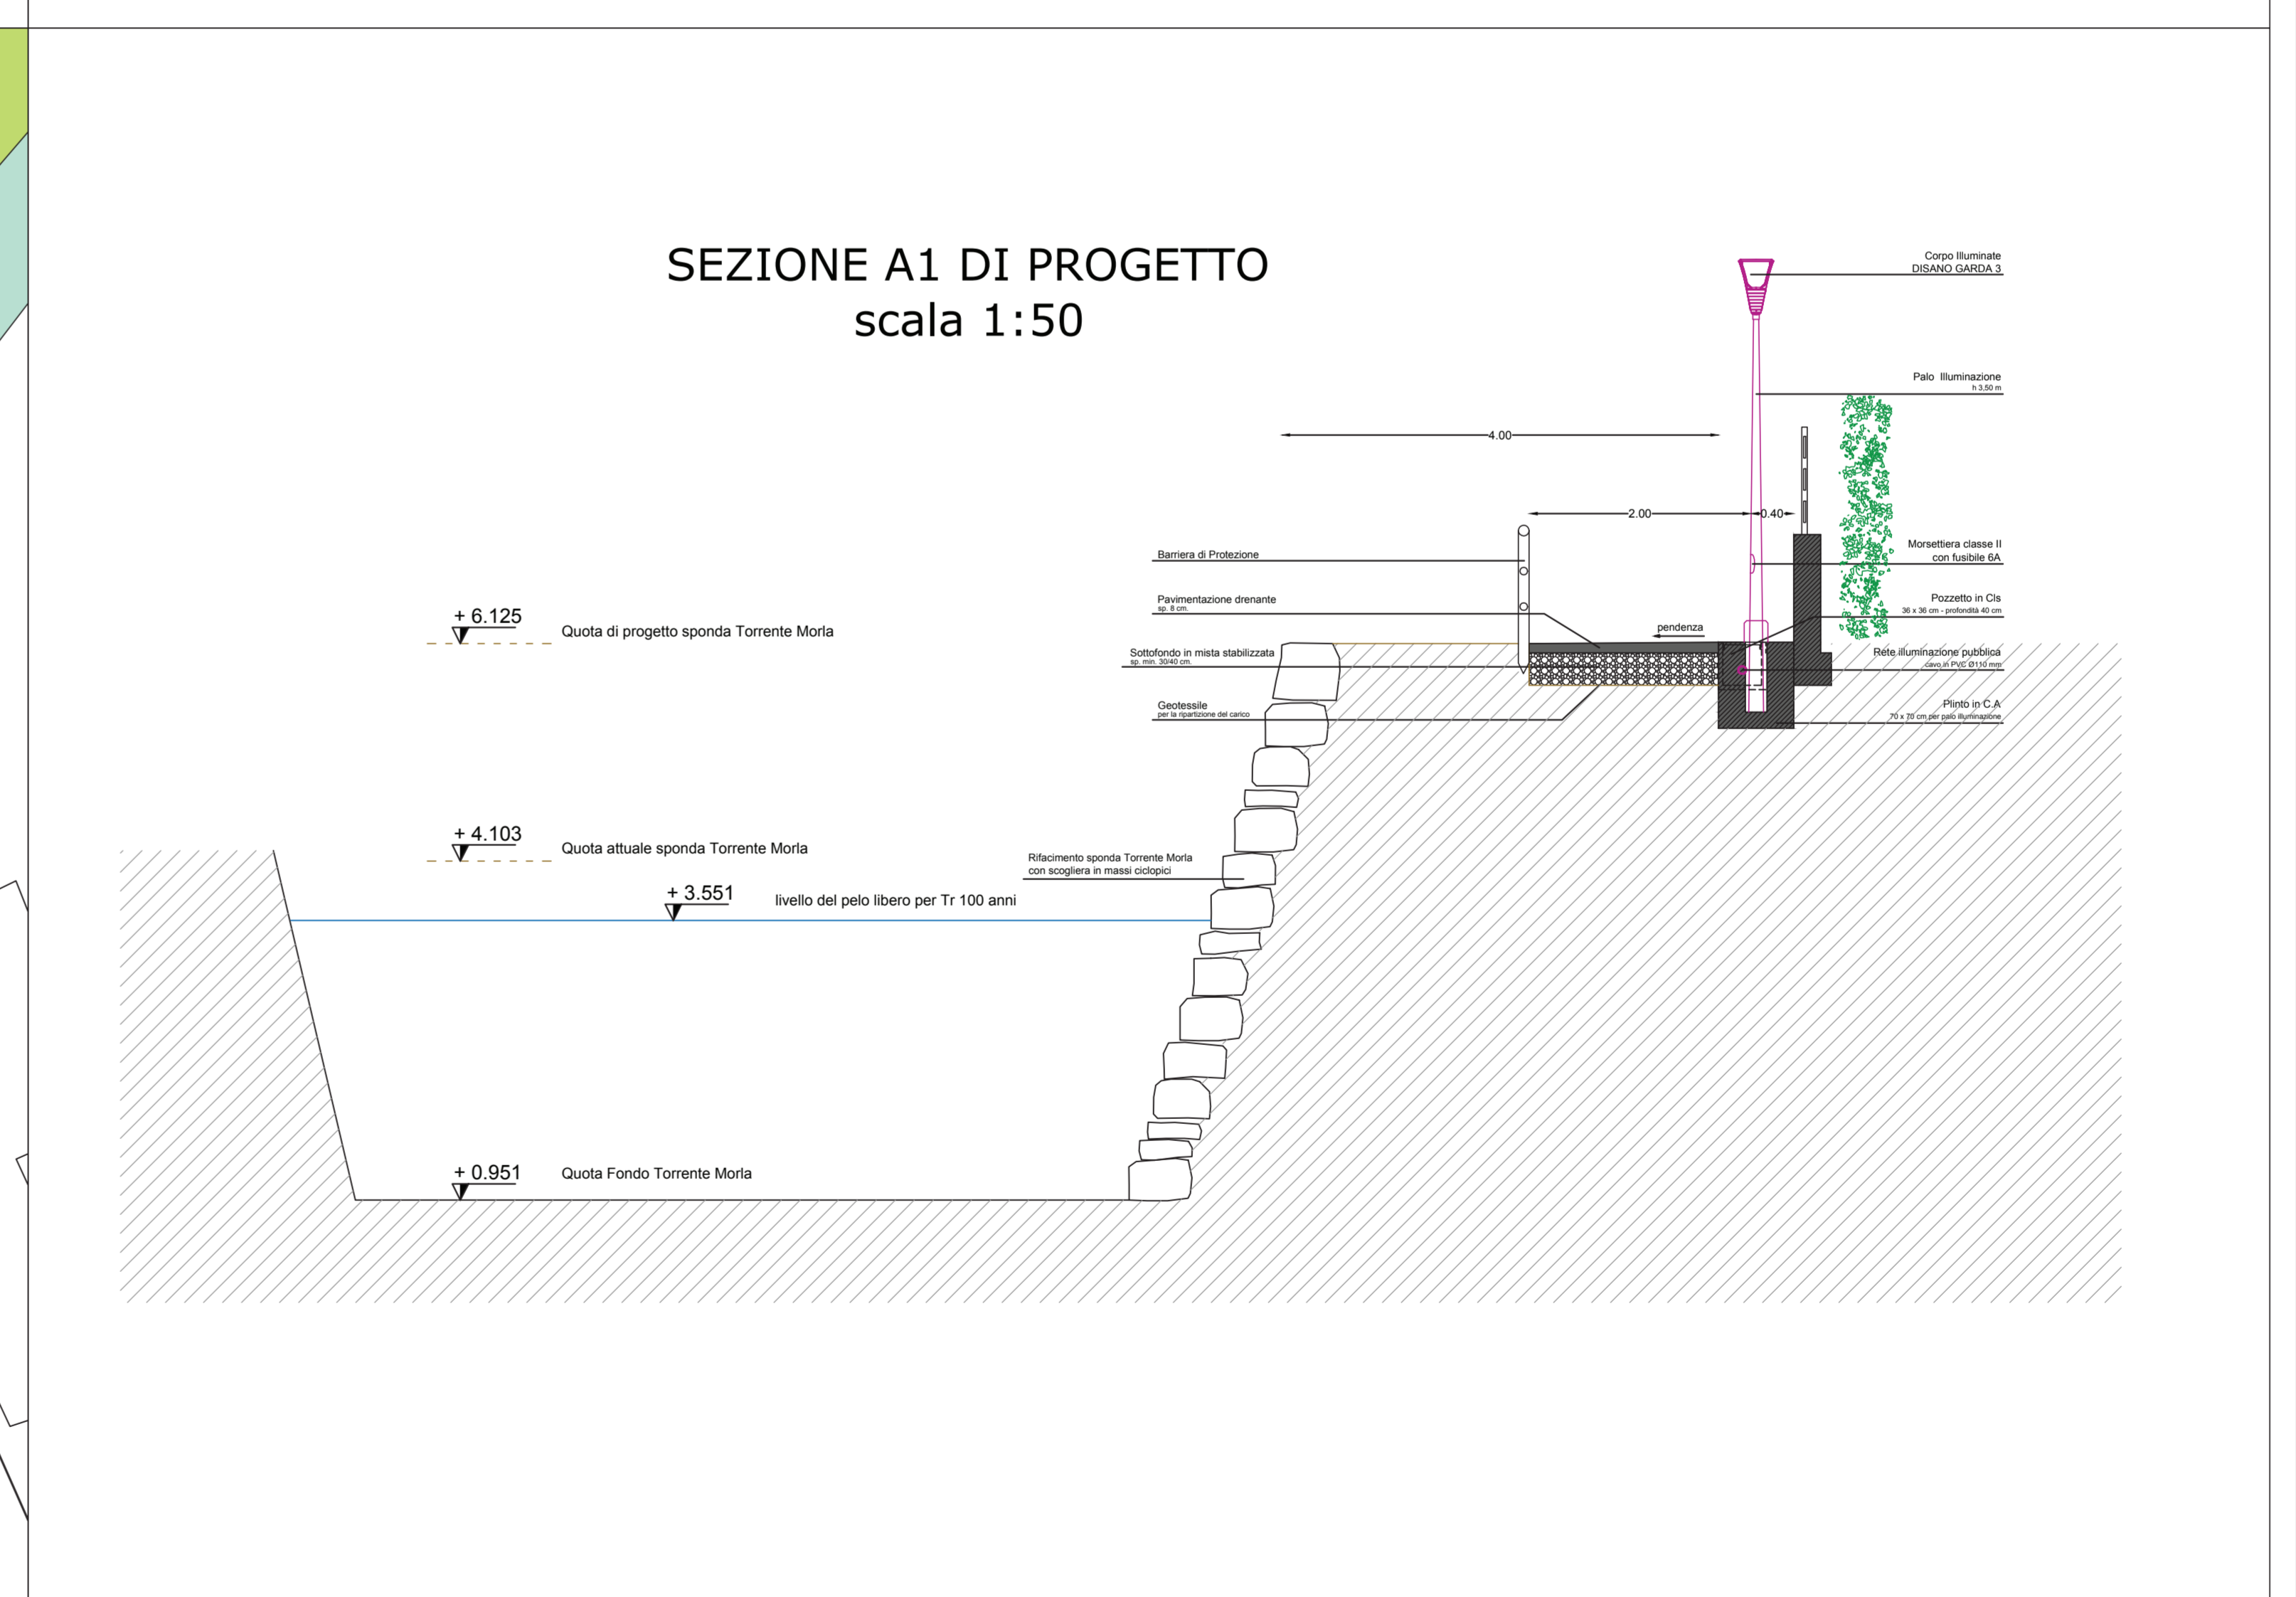 SEZIONE A1 DI PROGETTO
scala 1:50
Corpo Illuminate
DISANO GARDA 3
Palo Illuminazione
h 3,50 m
4.00
2.00
0.40
Barriera di Protezione
Morsettiera classe II
con fusibile 6A
Pavimentazione drenante
sp. 8 cm.
Pozzetto in Cls
36 x 36 cm - profondità 40 cm
+ 6.125
Quota di progetto sponda Torrente Morla
pendenza
Sottofondo in mista stabilizzata
sp. min. 30/40 cm.
Rete illuminazione pubblica
cavo in PVC Ø110 mm
Geotessile
per la ripartizione del carico
Plinto in C.A
70 x 70 cm per palo illuminazione
+ 4.103
Quota attuale sponda Torrente Morla
Rifacimento sponda Torrente Morla
con scogliera in massi ciclopici
+ 3.551
livello del pelo libero per Tr 100 anni
+ 0.951
Quota Fondo Torrente Morla